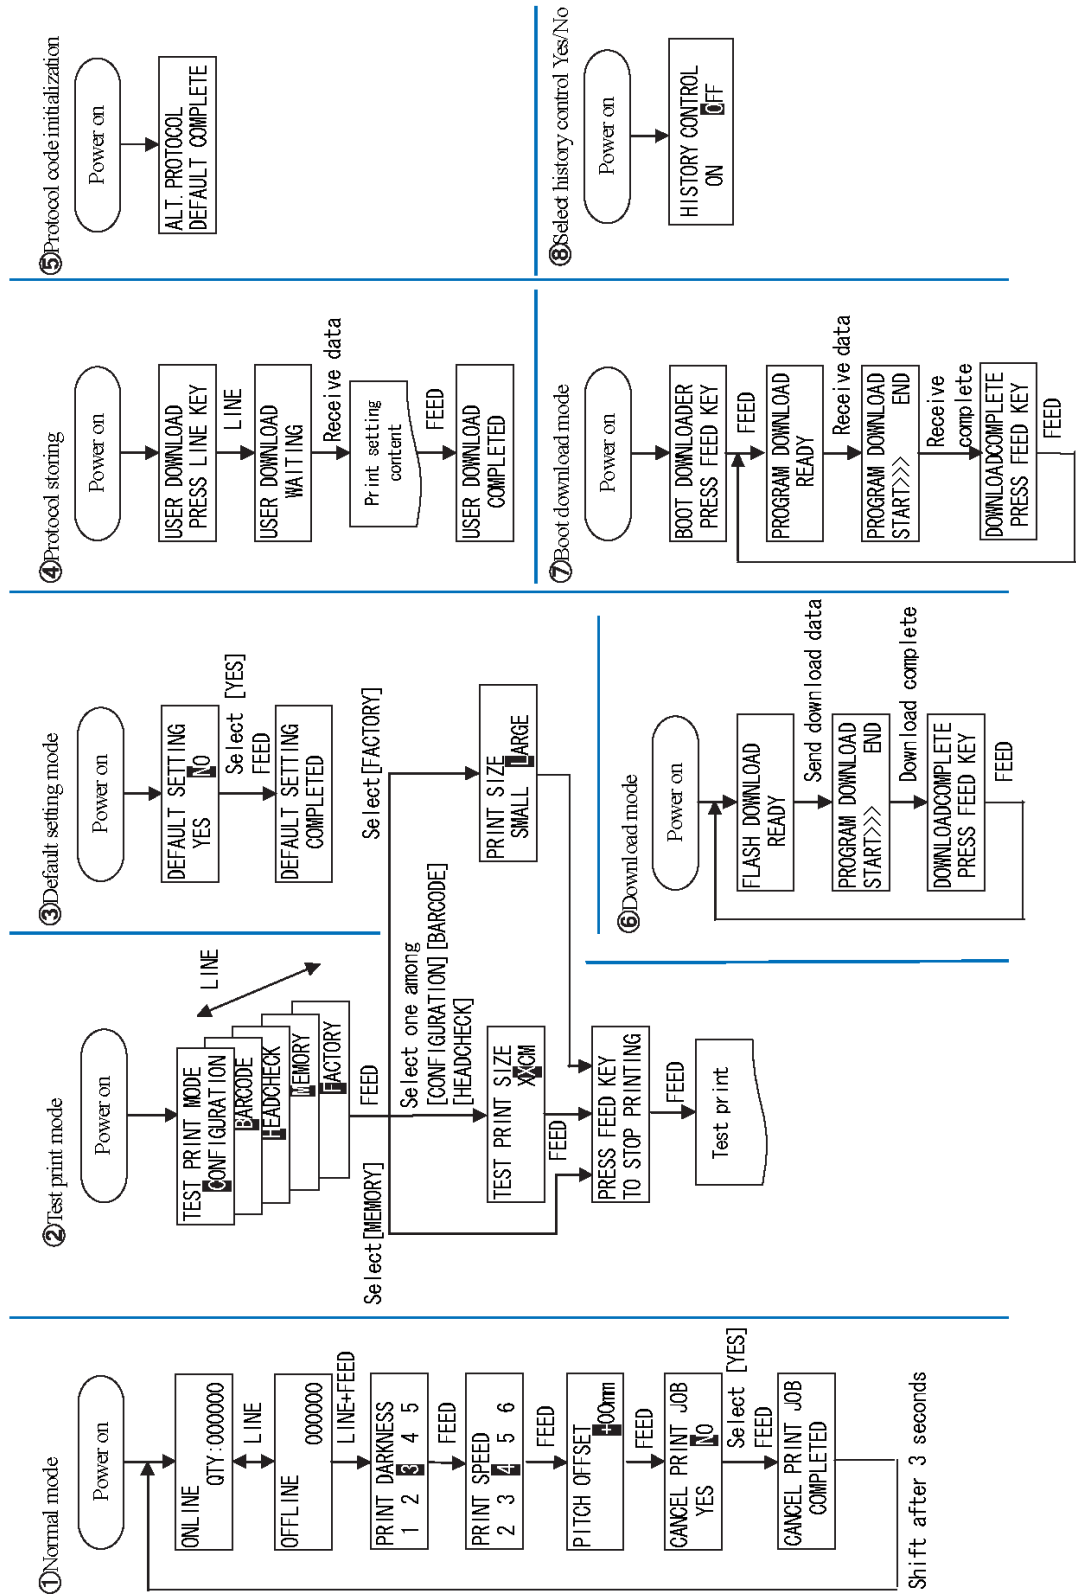 ①Normal mode
Power on
ONLINE
QTY:000000
LINE
OFFLINE
000000
LINE+FEED
PRINT DARKNESS
1 2 3 4 5
FEED
PRINT SPEED
2 3 4 5 6
FEED
PITCH OFFSET
+00mm
FEED
CANCEL PRINT JOB
YES NO
Select [YES]
FEED
CANCEL PRINT JOB
COMPLETED
Shift after 3 seconds
②Test print mode
Power on
TEST PRINT MODE
CONFIGURATION
BARCODE
HEADCHECK
MEMORY
FACTORY
LINE
FEED
Select[MEMORY]
Select one among
[CONFIGURATION][BARCODE]
[HEADCHECK]
Select[FACTORY]
TEST PRINT SIZE
XXCM
FEED
PRINT SIZE
SMALL LARGE
PRESS FEED KEY
TO STOP PRINTING
FEED
Test print
③Default setting mode
Power on
DEFAULT SETTING
YES NO
Select [YES]
FEED
DEFAULT SETTING
COMPLETED
④Protocol storing
Power on
USER DOWNLOAD
PRESS LINE KEY
LINE
USER DOWNLOAD
WAITING
Receive data
Print setting
content
FEED
USER DOWNLOAD
COMPLETED
⑤Protocol code initialization
Power on
ALT. PROTOCOL
DEFAULT COMPLETE
⑥Download mode
Power on
FLASH DOWNLOAD
READY
Send download data
PROGRAM DOWNLOAD
START>>> END
Download complete
DOWNLOADCOMPLETE
PRESS FEED KEY
FEED
⑦Boot download mode
Power on
BOOT DOWNLOADER
PRESS FEED KEY
FEED
PROGRAM DOWNLOAD
READY
Receive data
PROGRAM DOWNLOAD
START>>> END
Receive
complete
DOWNLOADCOMPLETE
PRESS FEED KEY
FEED
⑧Select history control Yes/No
Power on
HISTORY CONTROL
ON OFF